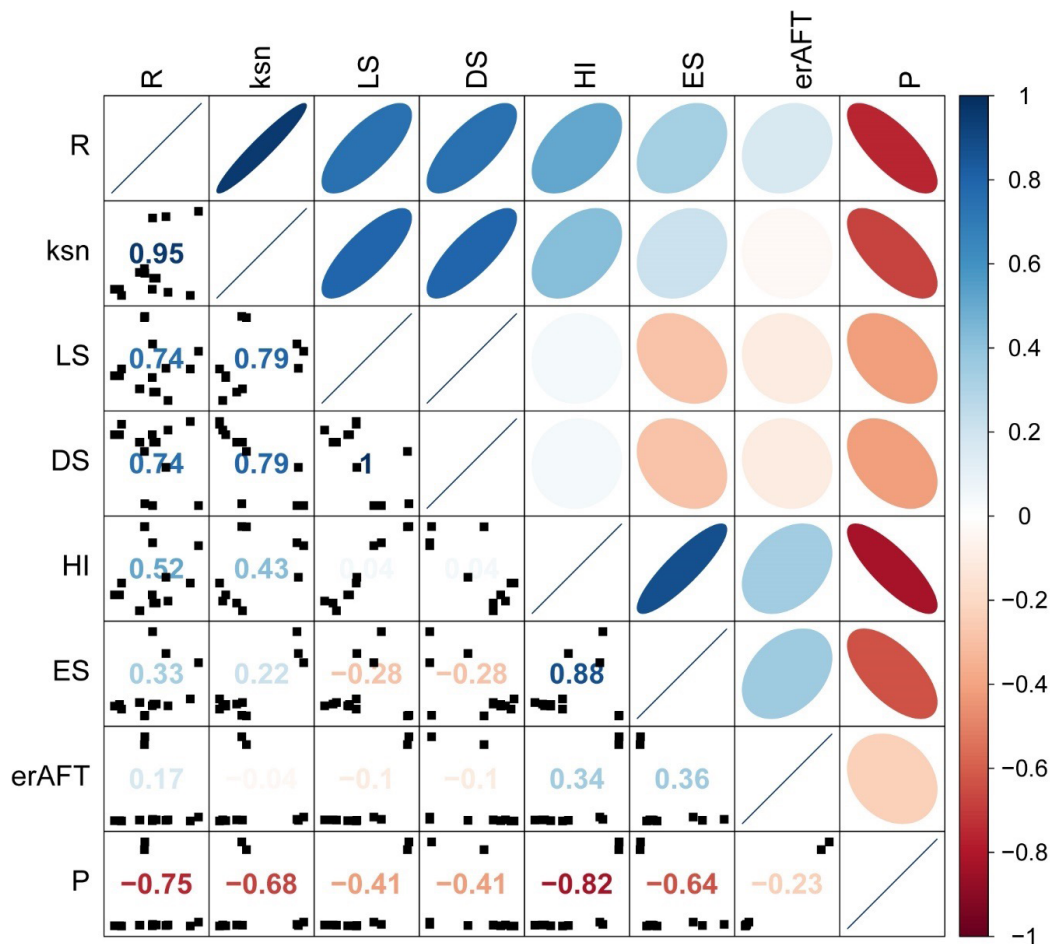 R ksn LS DS HI ES erAFT P
R
ksn 0.95
LS 0.74 0.79
DS 0.74 0.79 1
HI 0.52 0.43 0.04 0.04
ES 0.33 0.22 −0.28 −0.28 0.88
erAFT 0.17 −0.04 −0.1 −0.1 0.34 0.36
P −0.75 −0.68 −0.41 −0.41 −0.82 −0.64 −0.23
1
0.8
0.6
0.4
0.2
0
−0.2
−0.4
−0.6
−0.8
−1